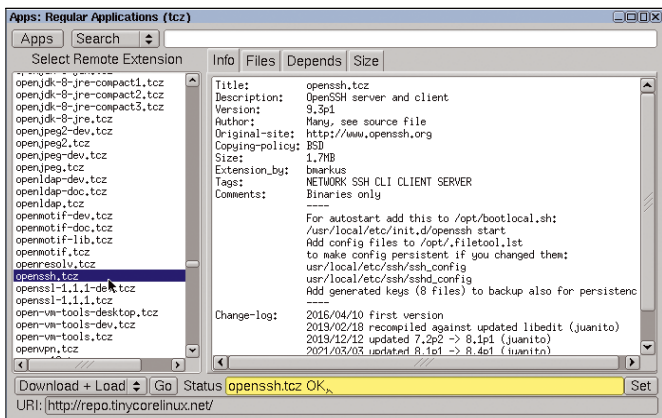 Apps: Regular Applications (tcz)
Apps Search
Select Remote Extension
Info Files Depends Size
openjdk-8-jre-compact1.tcz
openjdk-8-jre-compact2.tcz
openjdk-8-jre-compact3.tcz
openjdk-8-jre.tcz
openjpeg2-dev.tcz
openjpeg2.tcz
openjpeg-dev.tcz
openjpeg.tcz
openldap-dev.tcz
openldap-doc.tcz
openldap.tcz
openmotif-dev.tcz
openmotif-doc.tcz
openmotif-lib.tcz
openmotif.tcz
openresolv.tcz
openssh.tcz
openssl-1.1.1-dev.tcz
openssl-1.1.1.tcz
open-vm-tools-desktop.tcz
open-vm-tools-dev.tcz
open-vm-tools.tcz
openvpn.tcz
Title: openssh.tcz
Description: OpenSSH server and client
Version: 9.3p1
Author: Many, see source file
Original-site: http://www.openssh.org
Copying-policy: BSD
Size: 1.7MB
Extension_by: bmarkus
Tags: NETWORK SSH CLI CLIENT SERVER
Comments: Binaries only
----
For autostart add this to /opt/bootlocal.sh:
/usr/local/etc/init.d/openssh start
Add config files to /opt/.filetool.lst
to make config persistent if you changed them:
usr/local/etc/ssh/ssh_config
usr/local/etc/ssh/sshd_config
Add generated keys (8 files) to backup also for persistenc
----
Change-log: 2016/04/10 first version
2019/02/18 recompiled against updated libedit (juanito)
2019/12/12 updated 7.2p2 -> 8.1p1 (juanito)
2021/03/03 updated 8.1p1 -> 8.4p1 (juanito)
Download + Load Go Status openssh.tcz OK Set
URI: http://repo.tinycorelinux.net/